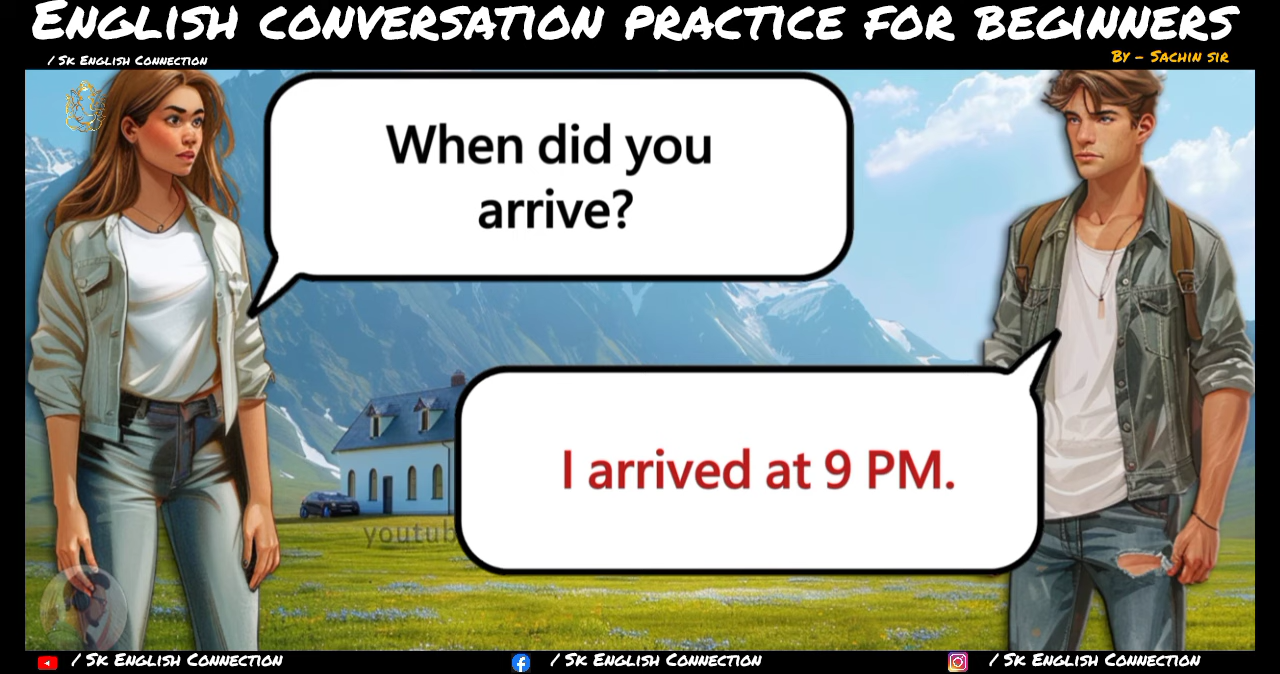 English conversation practice for beginners
/ Sk English Connection
By - Sachin sir
When did you
arrive?
I arrived at 9 PM.
youtub
/ Sk English Connection
/ Sk English Connection
/ Sk English Connection